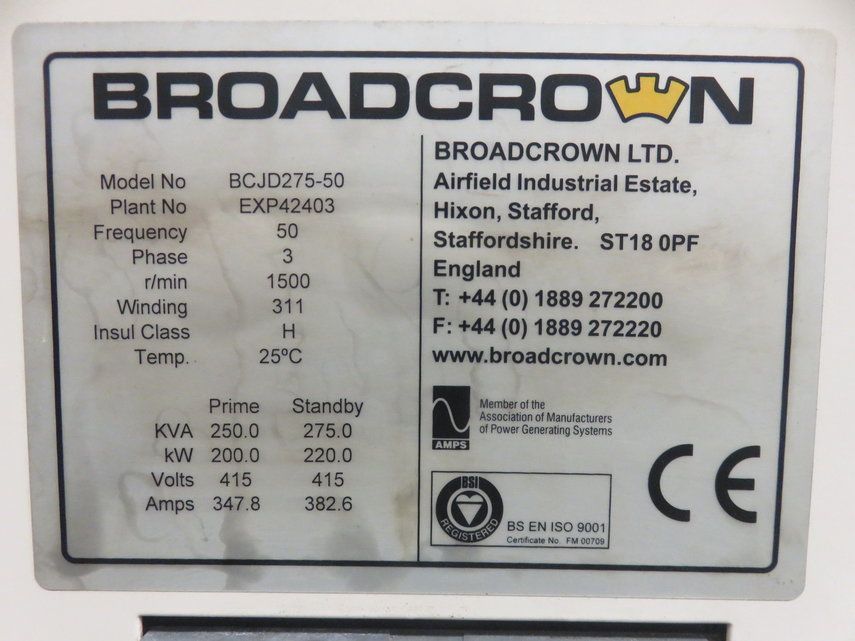 BROADCROWN
Model No BCJD275-50
Plant No EXP42403
Frequency 50
Phase 3
r/min 1500
Winding 311
Insul Class H
Temp. 25ºC
Prime Standby
KVA 250.0 275.0
kW 200.0 220.0
Volts 415 415
Amps 347.8 382.6
BROADCROWN LTD.
Airfield Industrial Estate,
Hixon, Stafford,
Staffordshire. ST18 0PF
England
T: +44 (0) 1889 272200
F: +44 (0) 1889 272220
www.broadcrown.com
AMPS
Member of the
Association of Manufacturers
of Power Generating Systems
BSI
REGISTERED
BS EN ISO 9001
Certificate No. FM 00709
CE